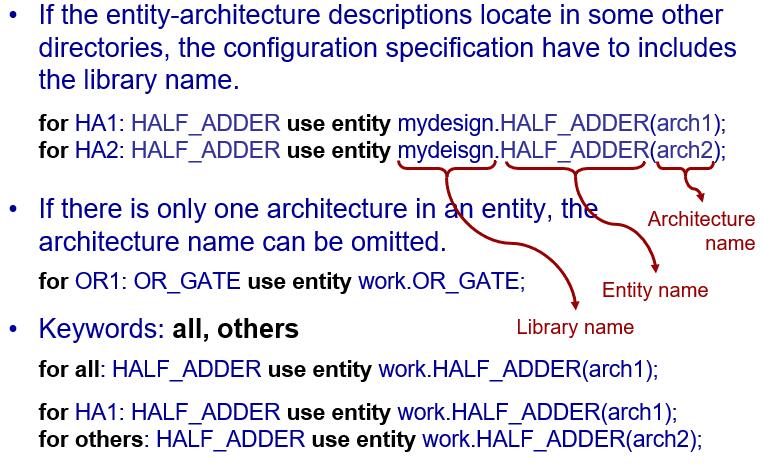 • If the entity-architecture descriptions locate in some other
directories, the configuration specification have to includes
the library name.
for HA1: HALF_ADDER use entity mydesign.HALF_ADDER(arch1);
for HA2: HALF_ADDER use entity mydeisgn.HALF_ADDER(arch2);
• If there is only one architecture in an entity, the
architecture name can be omitted.
Architecture
name
for OR1: OR_GATE use entity work.OR_GATE;
Entity name
Library name
• Keywords: all, others
for all: HALF_ADDER use entity work.HALF_ADDER(arch1);
for HA1: HALF_ADDER use entity work.HALF_ADDER(arch1);
for others: HALF_ADDER use entity work.HALF_ADDER(arch2);